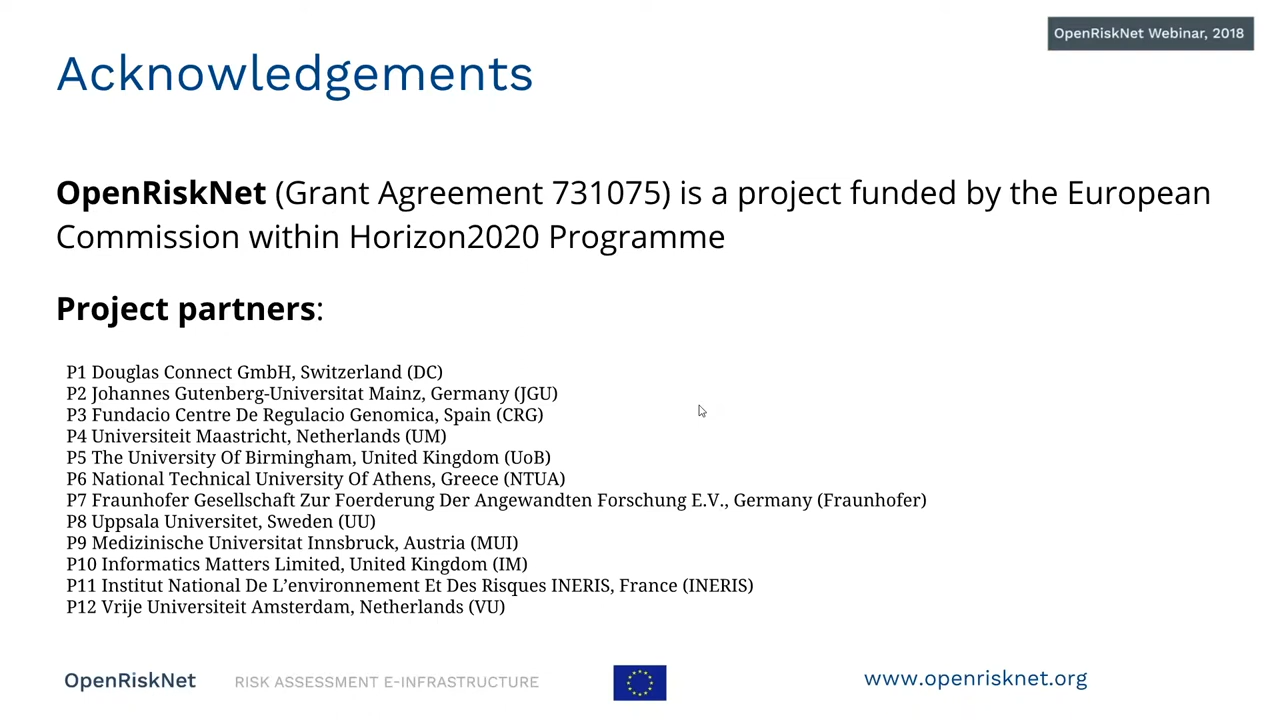 OpenRiskNet Webinar, 2018
Acknowledgements
OpenRiskNet (Grant Agreement 731075) is a project funded by the European
Commission within Horizon2020 Programme
Project partners:
P1 Douglas Connect GmbH, Switzerland (DC)
P2 Johannes Gutenberg-Universitat Mainz, Germany (JGU)
P3 Fundacio Centre De Regulacio Genomica, Spain (CRG)
P4 Universiteit Maastricht, Netherlands (UM)
P5 The University Of Birmingham, United Kingdom (UoB)
P6 National Technical University Of Athens, Greece (NTUA)
P7 Fraunhofer Gesellschaft Zur Foerderung Der Angewandten Forschung E.V., Germany (Fraunhofer)
P8 Uppsala Universitet, Sweden (UU)
P9 Medizinische Universitat Innsbruck, Austria (MUI)
P10 Informatics Matters Limited, United Kingdom (IM)
P11 Institut National De L’environnement Et Des Risques INERIS, France (INERIS)
P12 Vrije Universiteit Amsterdam, Netherlands (VU)
OpenRiskNet RISK ASSESSMENT E-INFRASTRUCTURE www.openrisknet.org